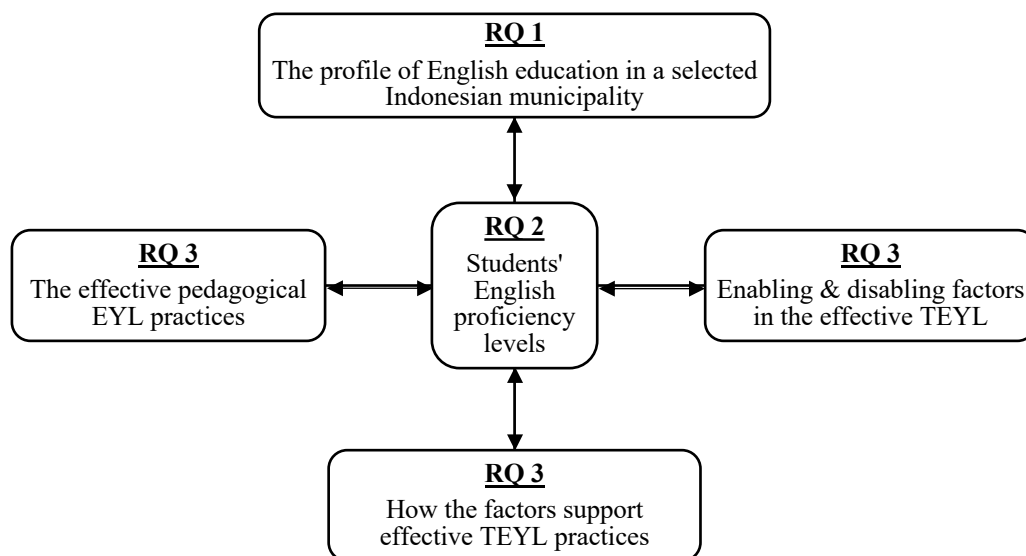 RQ 1
The profile of English education in a selected
Indonesian municipality
RQ 3
The effective pedagogical
EYL practices
RQ 2
Students'
English
proficiency
levels
RQ 3
Enabling & disabling factors
in the effective TEYL
RQ 3
How the factors support
effective TEYL practices